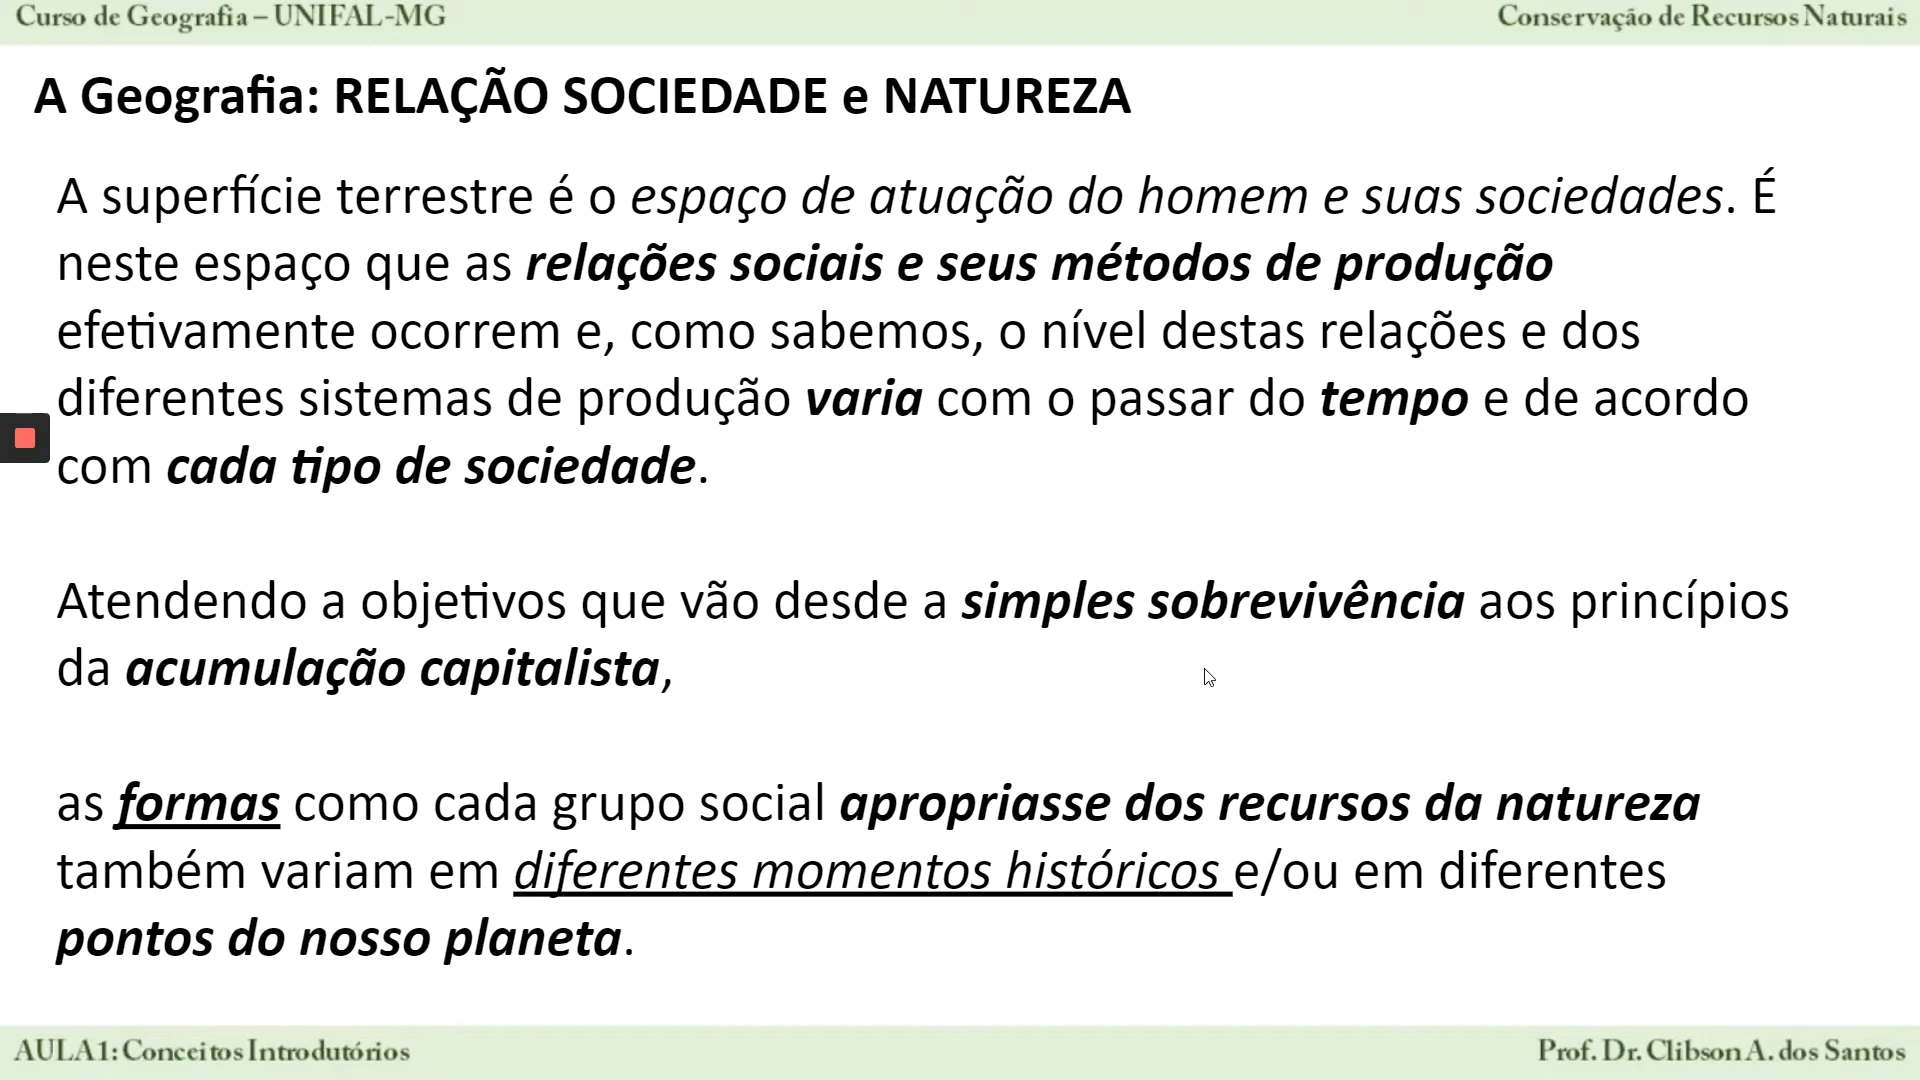 Curso de Geografia – UNIFAL-MG
Conservação de Recursos Naturais
A Geografia: RELAÇÃO SOCIEDADE e NATUREZA
A superfície terrestre é o espaço de atuação do homem e suas sociedades. É
neste espaço que as relações sociais e seus métodos de produção
efetivamente ocorrem e, como sabemos, o nível destas relações e dos
diferentes sistemas de produção varia com o passar do tempo e de acordo
com cada tipo de sociedade.
Atendendo a objetivos que vão desde a simples sobrevivência aos princípios
da acumulação capitalista,
as formas como cada grupo social apropriasse dos recursos da natureza
também variam em diferentes momentos históricos e/ou em diferentes
pontos do nosso planeta.
AULA1: Conceitos Introdutórios
Prof. Dr. Clibson A. dos Santos